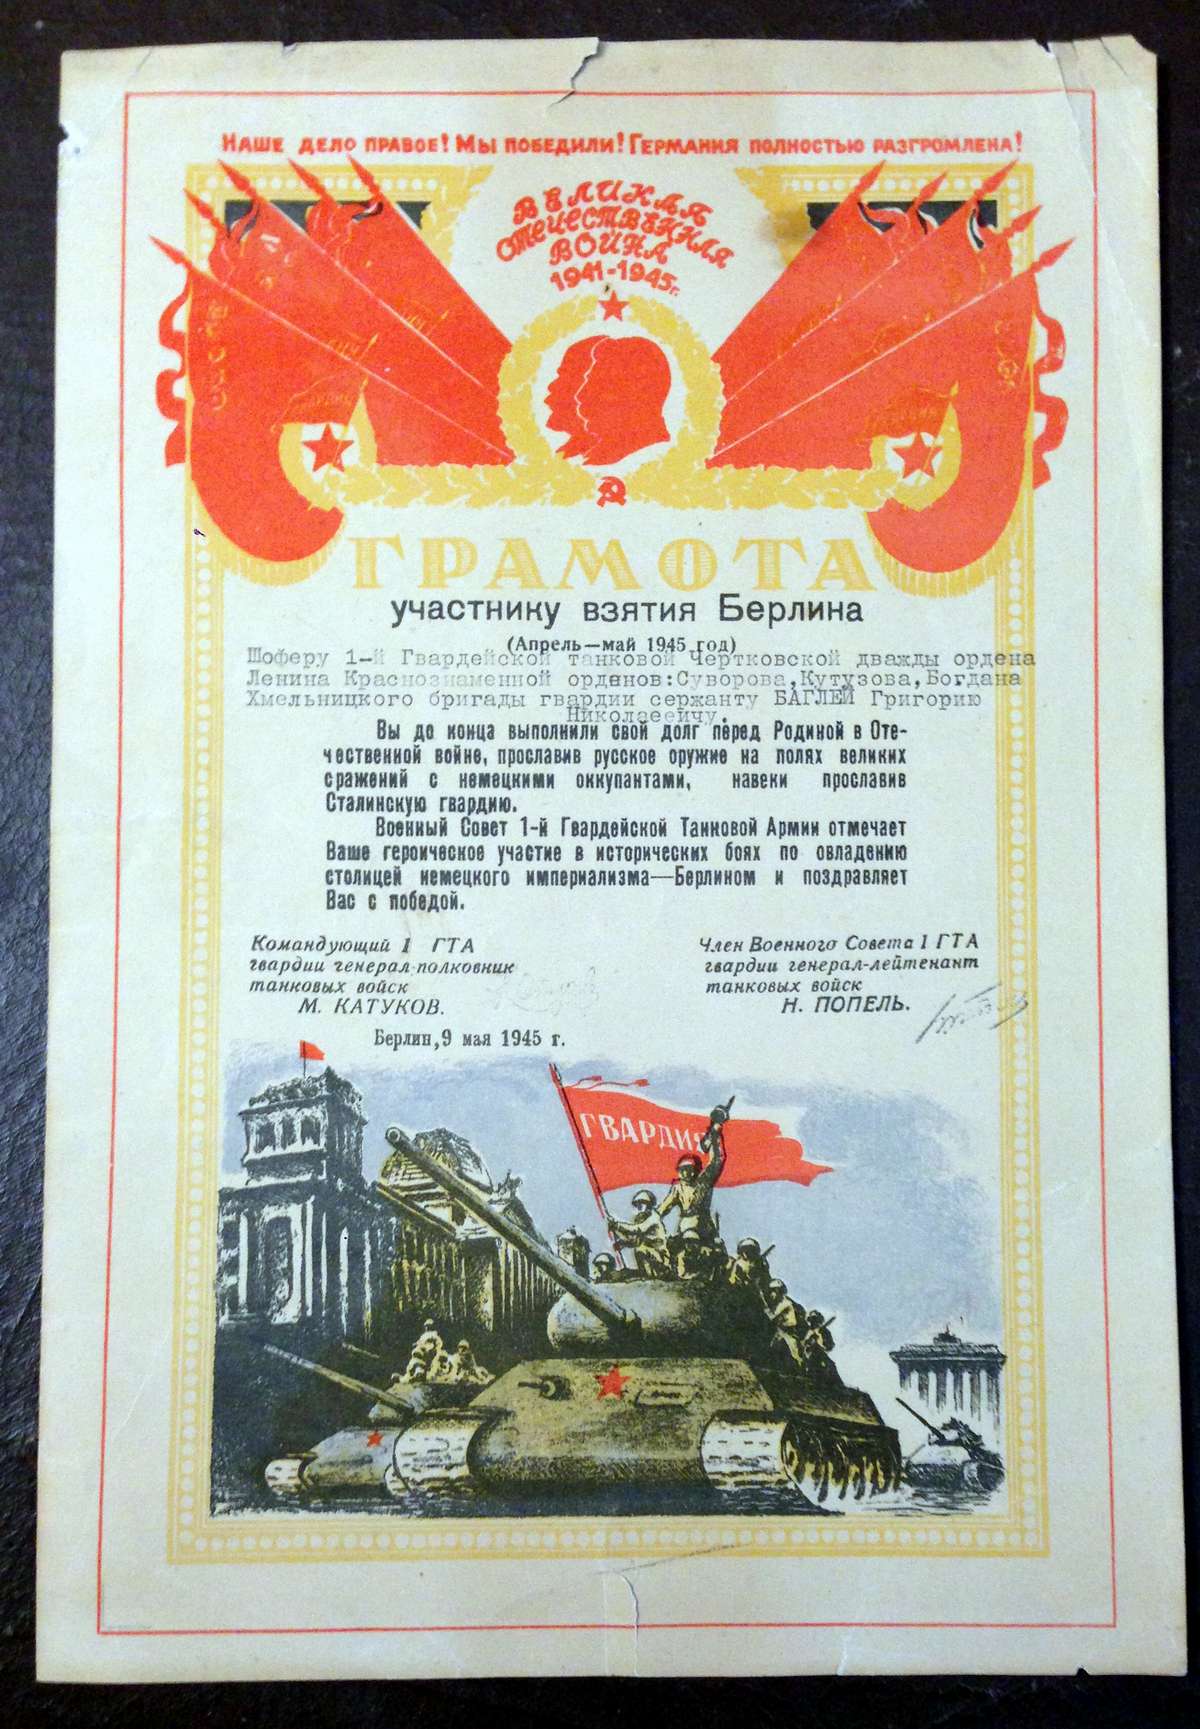 Наше дело правое! Мы победили! Германия полностью разгромлена!
ВЕЛИКАЯ
ОТЕЧЕСТВЕННАЯ
ВОЙНА
1941-1945г.
ГРАМОТА
участнику взятия Берлина
(Апрель—май 1945 год)
Шоферу 1-й Гвардейской танковой Чертковской дважды ордена
Ленина Краснознаменной орденов:Суворова,Кутузова,Богдана
Хмельницкого бригады гвардии сержанту БАГЛЕЙ Григорию
Николаеeичу.
Вы до конца выполнили свой долг перед Родиной в Оте-
чественной войне, прославив русское оружие на полях великих
сражений с немецкими оккупантами, навеки прославив
Сталинскую гвардию.
Военный Совет 1-й Гвардейской Танковой Армии отмечает
Ваше героическое участие в исторических боях по овладению
столицей немецкого империализма—Берлином и поздравляет
Вас с победой.
Командующий 1 ГТА
гвардии генерал-полковник
танковых войск
М. КАТУКОВ.
Член Военного Совета 1 ГТА
гвардии генерал-лейтенант
танковых войск
Н. ПОПЕЛЬ.
Берлин, 9 мая 1945 г.
ГВАРДИЯ